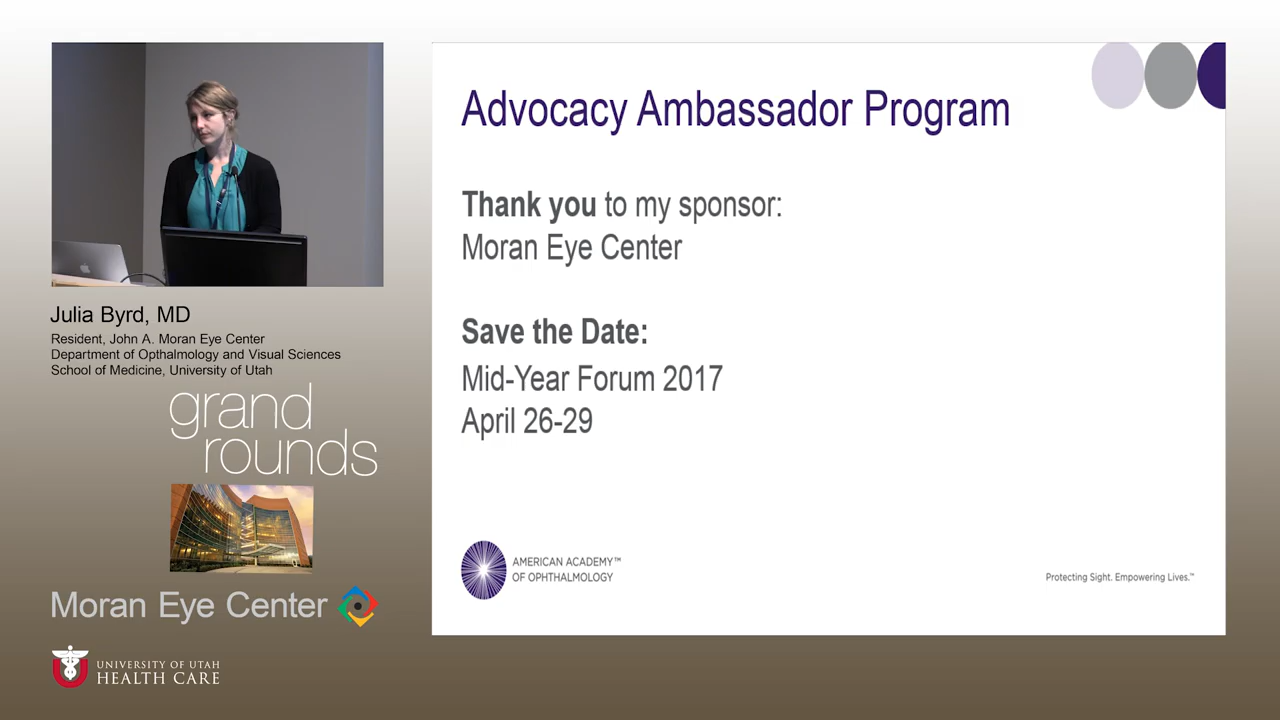 Julia Byrd, MD
Resident, John A. Moran Eye Center
Department of Opthalmology and Visual Sciences
School of Medicine, University of Utah
grand
rounds
Moran Eye Center
UNIVERSITY OF UTAH
HEALTH CARE
Advocacy Ambassador Program
Thank you to my sponsor:
Moran Eye Center
Save the Date:
Mid-Year Forum 2017
April 26-29
AMERICAN ACADEMY™
OF OPHTHALMOLOGY
Protecting Sight. Empowering Lives.™